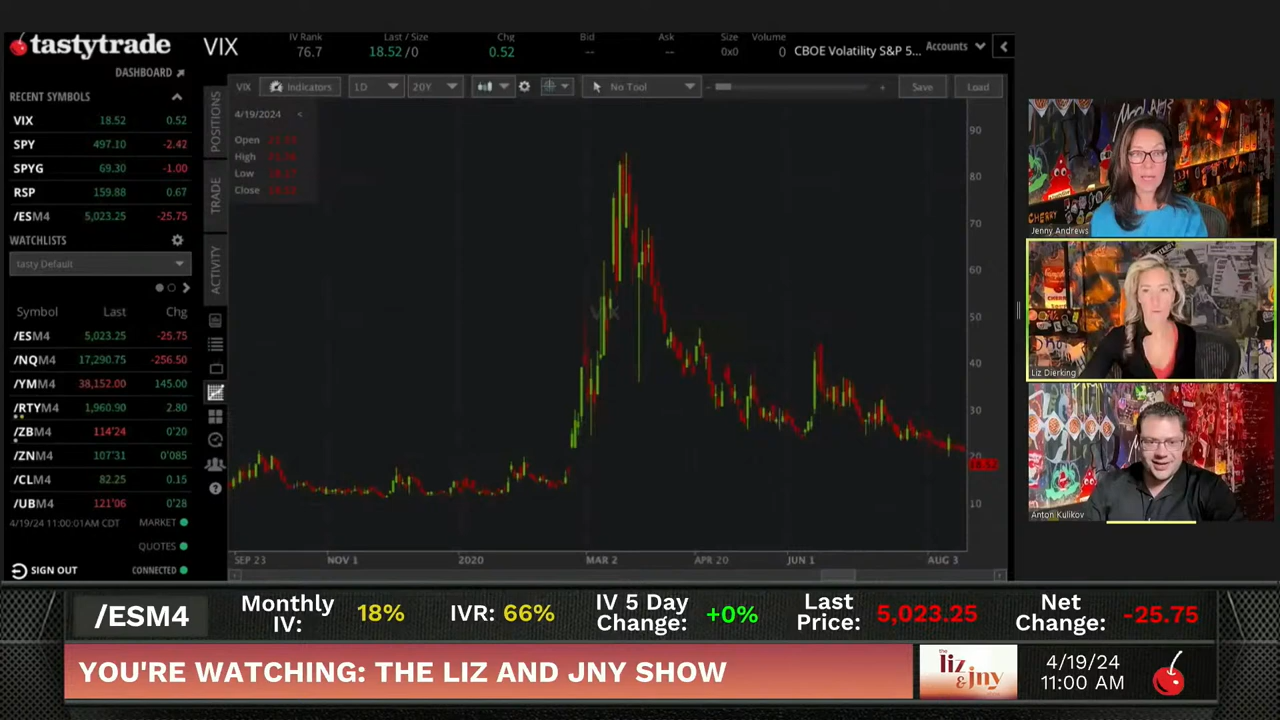 tastytrade
VIX
IV Rank
76.7
Last / Size
18.52 / 0
Chg
0.52
Bid
--
Ask
--
Size
0x0
Volume
0
CBOE Volatility S&P 5...
Accounts
DASHBOARD
RECENT SYMBOLS
VIX 18.52 0.52
SPY 497.10 -2.42
SPYG 69.30 -1.00
RSP 159.88 0.67
/ESM4 5,023.25 -25.75
WATCHLISTS
tasty Default
Symbol Last Chg
/ESM4 5,023.25 -25.75
/NQM4 17,290.75 -256.50
/YMM4 38,152.00 145.00
/RTYM4 1,960.90 2.80
/ZBM4 114'24 0'20
/ZNM4 107'31 0'085
/CLM4 82.25 0.15
/UBM4 121'06 0'28
4/19/24 11:00:01AM CDT MARKET
QUOTES
SIGN OUT CONNECTED
POSITIONS
TRADE
ACTIVITY
VIX Indicators 1D 20Y No Tool - + Save Load
4/19/2024 <
Open
High
Low
Close
VIX
90
80
70
60
50
40
30
20
18.52
10
SEP 23 NOV 1 2020 MAR 2 APR 20 JUN 1 AUG 3
Jenny Andrews
Liz Dierking
Anton Kulikov
/ESM4
Monthly IV: 18%
IVR: 66%
IV 5 Day Change: +0%
Last Price: 5,023.25
Net Change: -25.75
YOU'RE WATCHING: THE LIZ AND JNY SHOW
the
liz
& jny
4/19/24
11:00 AM